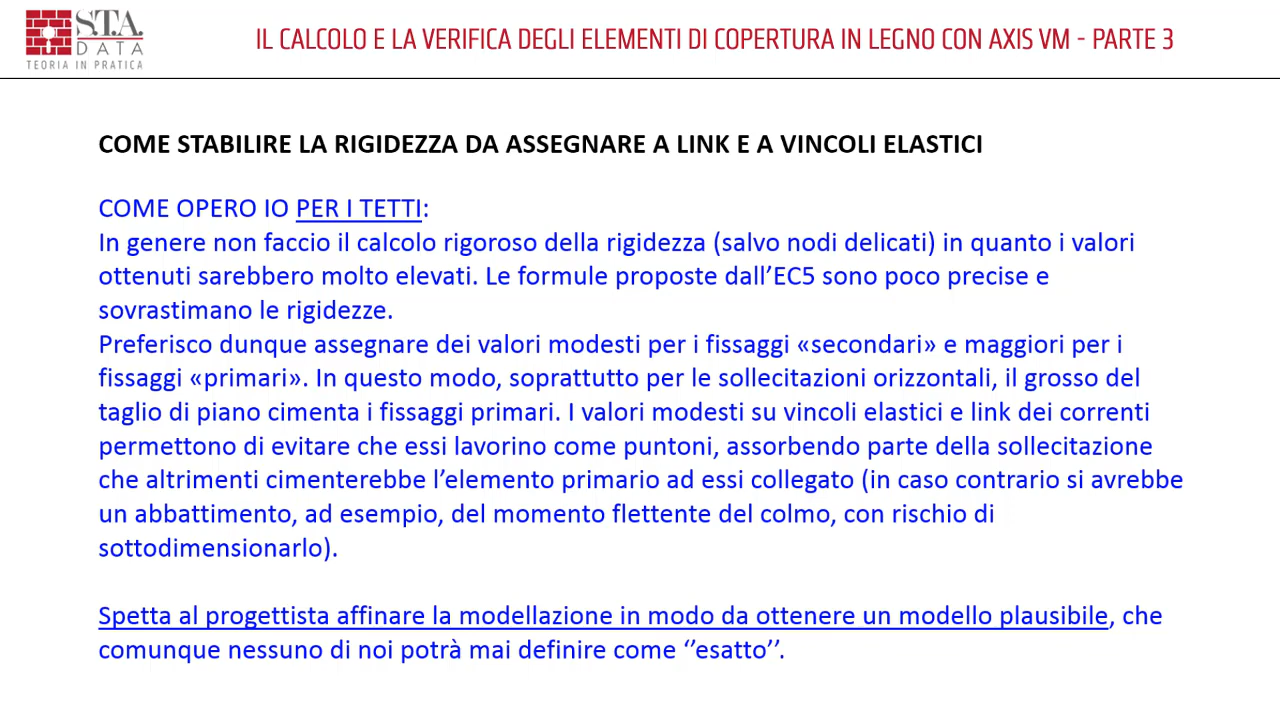 S.T.A.
DATA
TEORIA IN PRATICA
IL CALCOLO E LA VERIFICA DEGLI ELEMENTI DI COPERTURA IN LEGNO CON AXIS VM - PARTE 3
COME STABILIRE LA RIGIDEZZA DA ASSEGNARE A LINK E A VINCOLI ELASTICI
COME OPERO IO PER I TETTI:
In genere non faccio il calcolo rigoroso della rigidezza (salvo nodi delicati) in quanto i valori
ottenuti sarebbero molto elevati. Le formule proposte dall’EC5 sono poco precise e
sovrastimano le rigidezze.
Preferisco dunque assegnare dei valori modesti per i fissaggi «secondari» e maggiori per i
fissaggi «primari». In questo modo, soprattutto per le sollecitazioni orizzontali, il grosso del
taglio di piano cimenta i fissaggi primari. I valori modesti su vincoli elastici e link dei correnti
permettono di evitare che essi lavorino come puntoni, assorbendo parte della sollecitazione
che altrimenti cimenterebbe l’elemento primario ad essi collegato (in caso contrario si avrebbe
un abbattimento, ad esempio, del momento flettente del colmo, con rischio di
sottodimensionarlo).
Spetta al progettista affinare la modellazione in modo da ottenere un modello plausibile, che
comunque nessuno di noi potrà mai definire come ‘’esatto’’.